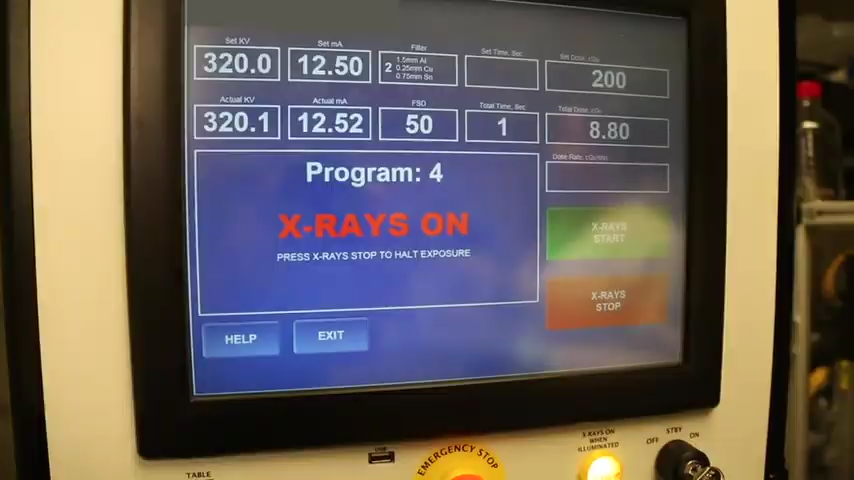 Set KV
320.0
Set mA
12.50
Filter
2
1.5mm Al
0.25mm Cu
0.75mm Sn
Set Time, Sec
Set Dose, cGy
200
Actual KV
320.1
Actual mA
12.52
FSD
50
Total Time, Sec
1
Total Dose, cGy
8.80
Program: 4
X-RAYS ON
PRESS X-RAYS STOP TO HALT EXPOSURE
Dose Rate, cGy/Min
X-RAYS
START
X-RAYS
STOP
HELP
EXIT
TABLE
USB
EMERGENCY STOP
X-RAYS ON
WHEN
ILLUMINATED
OFF
STBY
ON